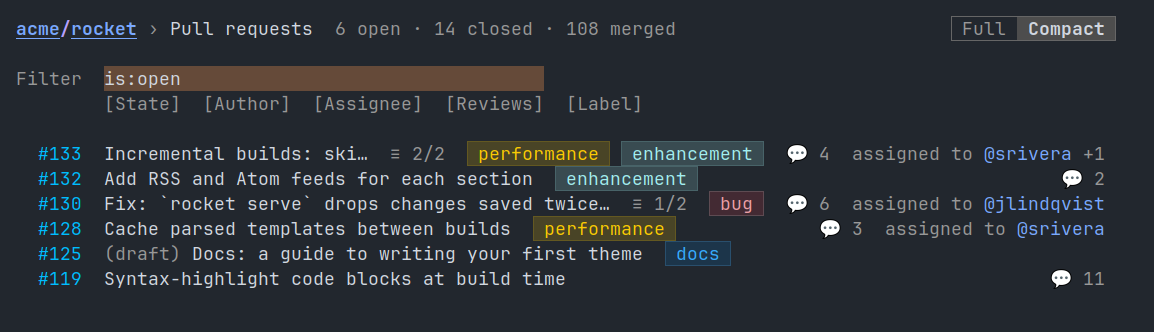 acme/rocket › Pull requests 6 open · 14 closed · 108 merged Full Compact
Filter is:open
[State] [Author] [Assignee] [Reviews] [Label]
#133 Incremental builds: ski… ≡ 2/2 performance enhancement 💬 4 assigned to @srivera +1
#132 Add RSS and Atom feeds for each section enhancement 💬 2
#130 Fix: `rocket serve` drops changes saved twice… ≡ 1/2 bug 💬 6 assigned to @jlindqvist
#128 Cache parsed templates between builds performance 💬 3 assigned to @srivera
#125 (draft) Docs: a guide to writing your first theme docs
#119 Syntax-highlight code blocks at build time 💬 11